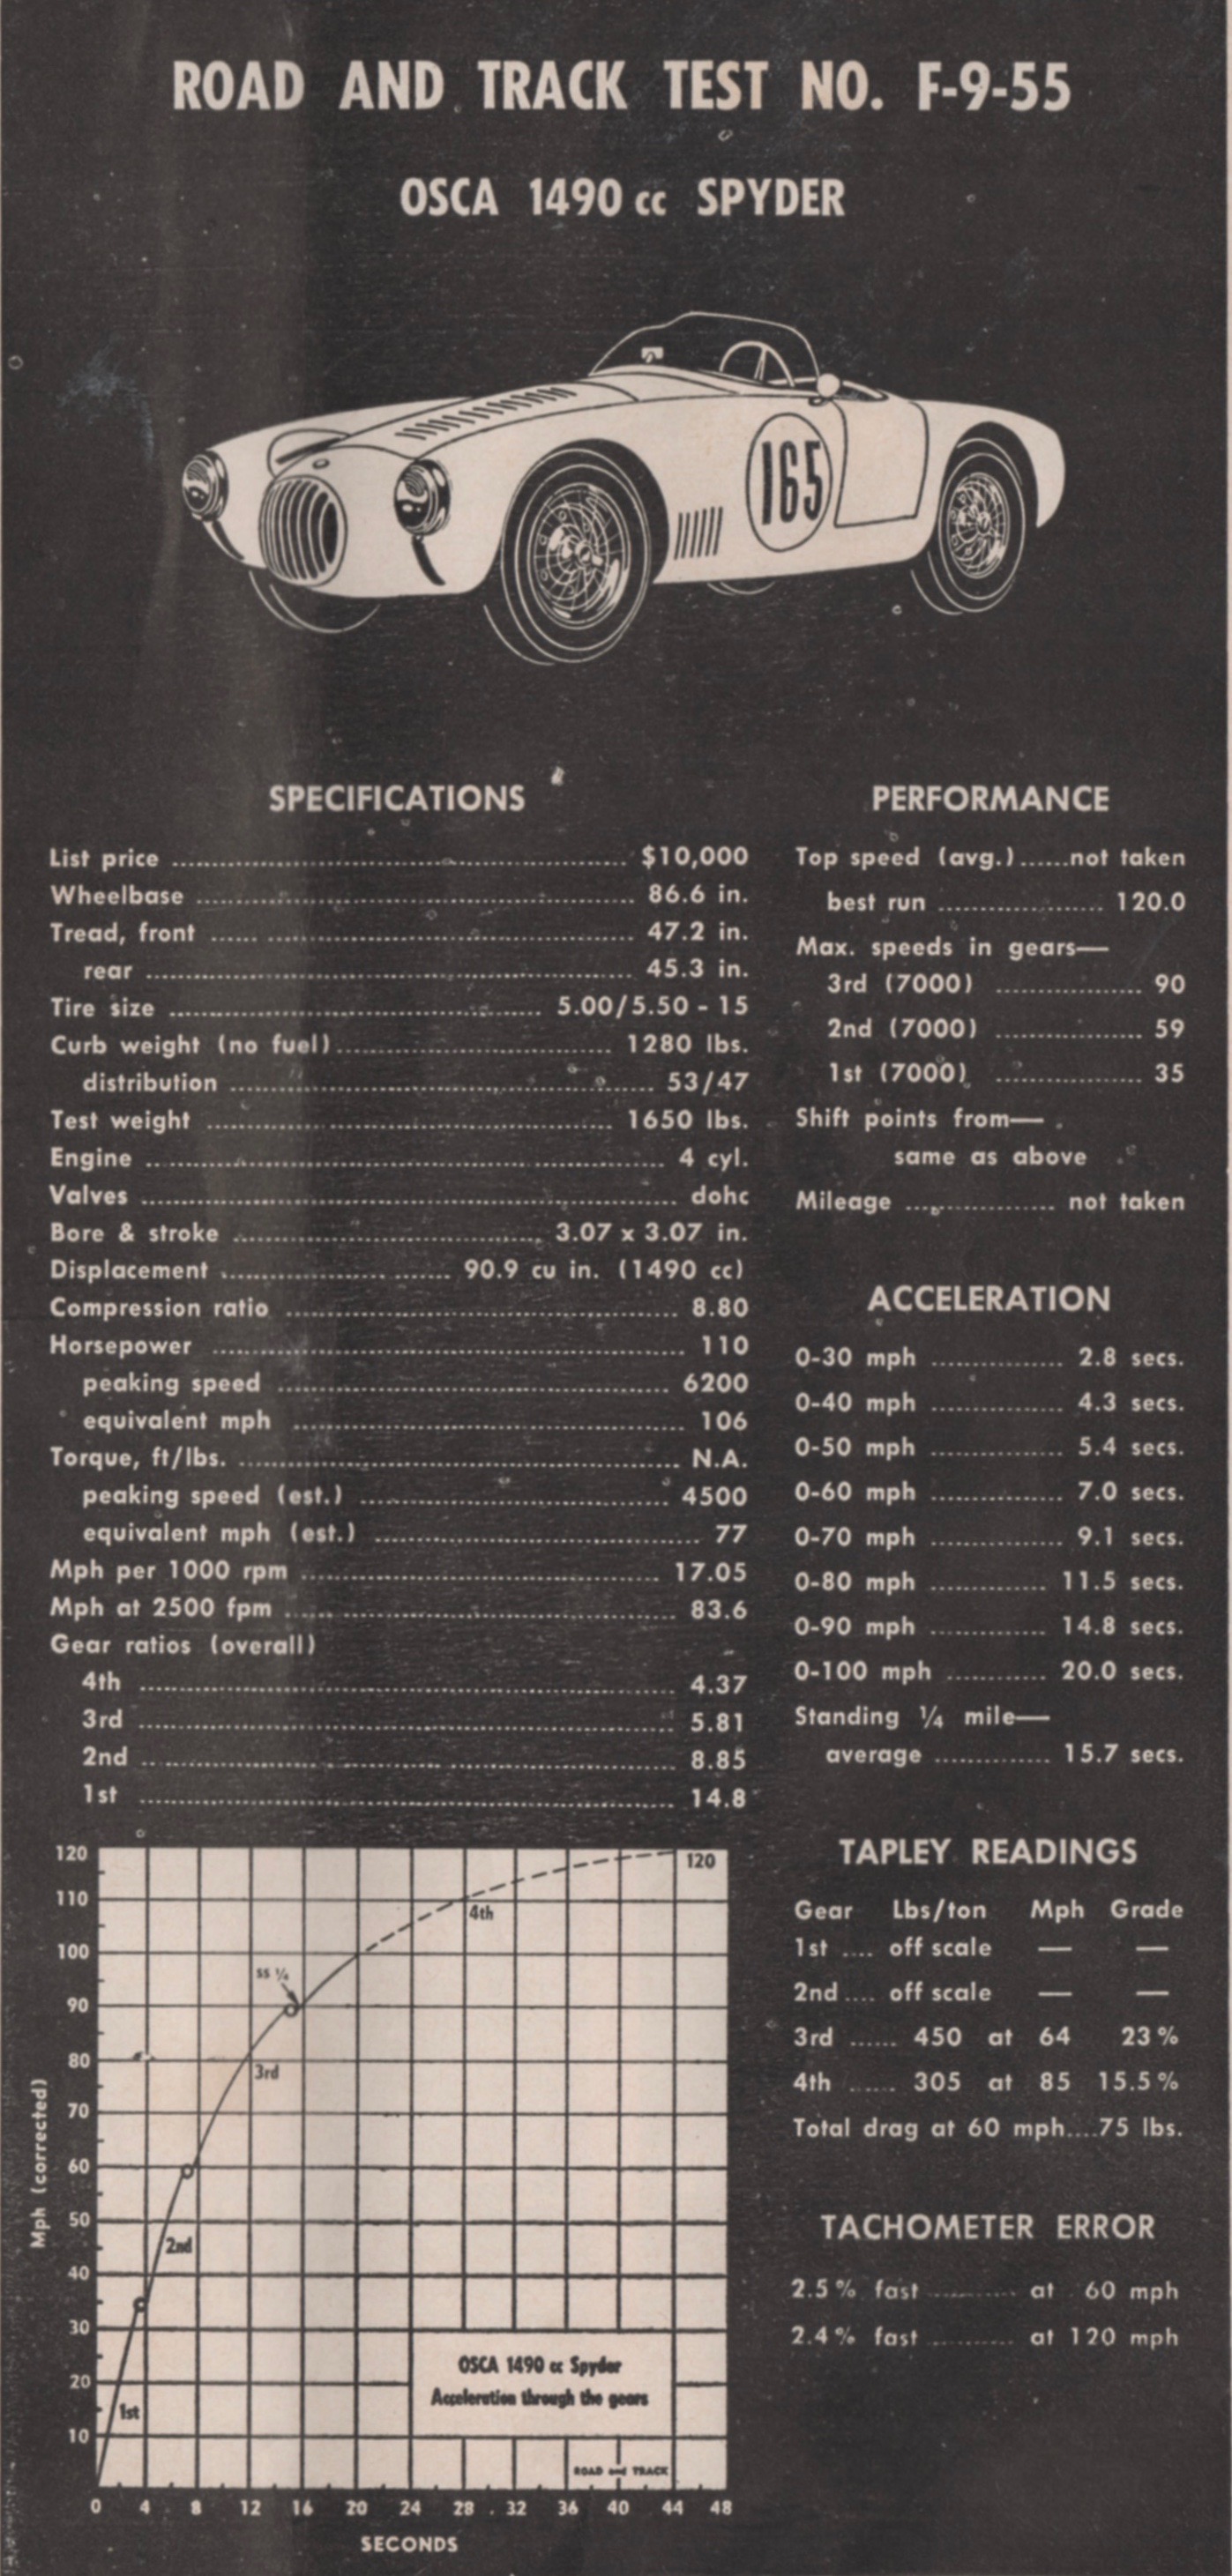 ROAD AND TRACK TEST NO. F-9-55
OSCA 1490 cc SPYDER
165
SPECIFICATIONS
List price .......... $10,000
Wheelbase .......... 86.6 in.
Tread, front .......... 47.2 in.
rear .......... 45.3 in.
Tire size .......... 5.00/5.50 - 15
Curb weight (no fuel) .......... 1280 lbs.
distribution .......... 53/47
Test weight .......... 1650 lbs.
Engine .......... 4 cyl.
Valves .......... dohc
Bore & stroke .......... 3.07 x 3.07 in.
Displacement .......... 90.9 cu in. (1490 cc)
Compression ratio .......... 8.80
Horsepower .......... 110
peaking speed .......... 6200
equivalent mph .......... 106
Torque, ft/lbs. .......... N.A.
peaking speed (est.) .......... 4500
equivalent mph (est.) .......... 77
Mph per 1000 rpm .......... 17.05
Mph at 2500 fpm .......... 83.6
Gear ratios (overall)
4th .......... 4.37
3rd .......... 5.81
2nd .......... 8.85
1st .......... 14.8
PERFORMANCE
Top speed (avg.) ...... not taken
best run .......... 120.0
Max. speeds in gears—
3rd (7000) .......... 90
2nd (7000) .......... 59
1st (7000) .......... 35
Shift points from—
same as above
Mileage .......... not taken
ACCELERATION
0-30 mph .......... 2.8 secs.
0-40 mph .......... 4.3 secs.
0-50 mph .......... 5.4 secs.
0-60 mph .......... 7.0 secs.
0-70 mph .......... 9.1 secs.
0-80 mph .......... 11.5 secs.
0-90 mph .......... 14.8 secs.
0-100 mph .......... 20.0 secs.
Standing ¼ mile—
average .......... 15.7 secs.
TAPLEY READINGS
Gear Lbs/ton Mph Grade
1st .... off scale — —
2nd .... off scale — —
3rd ...... 450 at 64 23%
4th ...... 305 at 85 15.5%
Total drag at 60 mph....75 lbs.
TACHOMETER ERROR
2.5% fast .......... at 60 mph
2.4% fast .......... at 120 mph
Mph (corrected)
120
110
100
90
80
70
60
50
40
30
20
10
120
4th
ss ¼
3rd
2nd
1st
OSCA 1490 cc Spyder
Acceleration through the gears
ROAD and TRACK
0 4 8 12 16 20 24 28 32 36 40 44 48
SECONDS